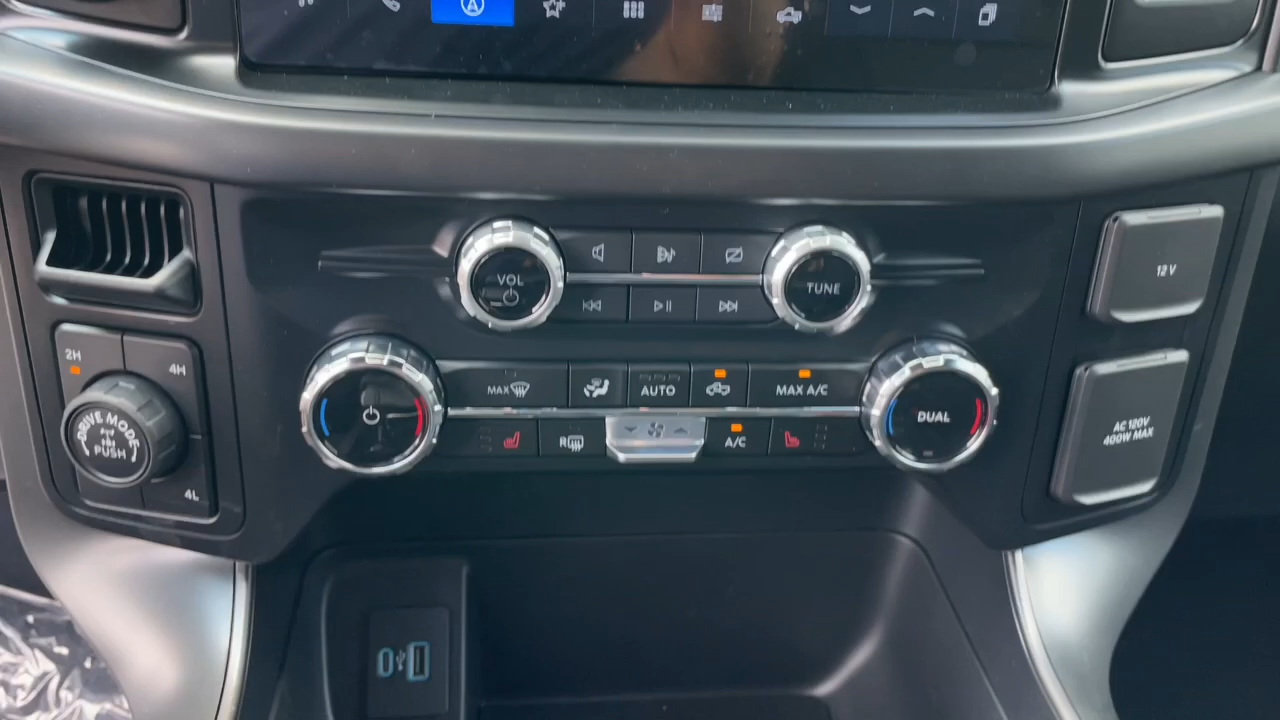 VOL
TUNE
12 V
2H
4H
DRIVE MODE
PUSH
4L
MAX
AUTO
MAX A/C
DUAL
R
A/C
AC 120V
400W MAX